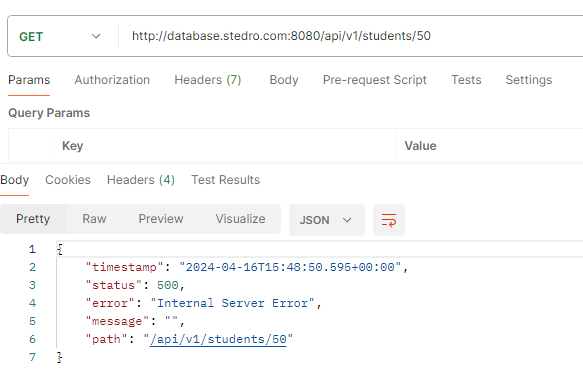 GET http://database.stedro.com:8080/api/v1/students/50
Params Authorization Headers (7) Body Pre-request Script Tests Settings
Query Params
Key Value
Body Cookies Headers (4) Test Results
Pretty Raw Preview Visualize JSON
1 {
2 "timestamp": "2024-04-16T15:48:50.595+00:00",
3 "status": 500,
4 "error": "Internal Server Error",
5 "message": "",
6 "path": "/api/v1/students/50"
7 }